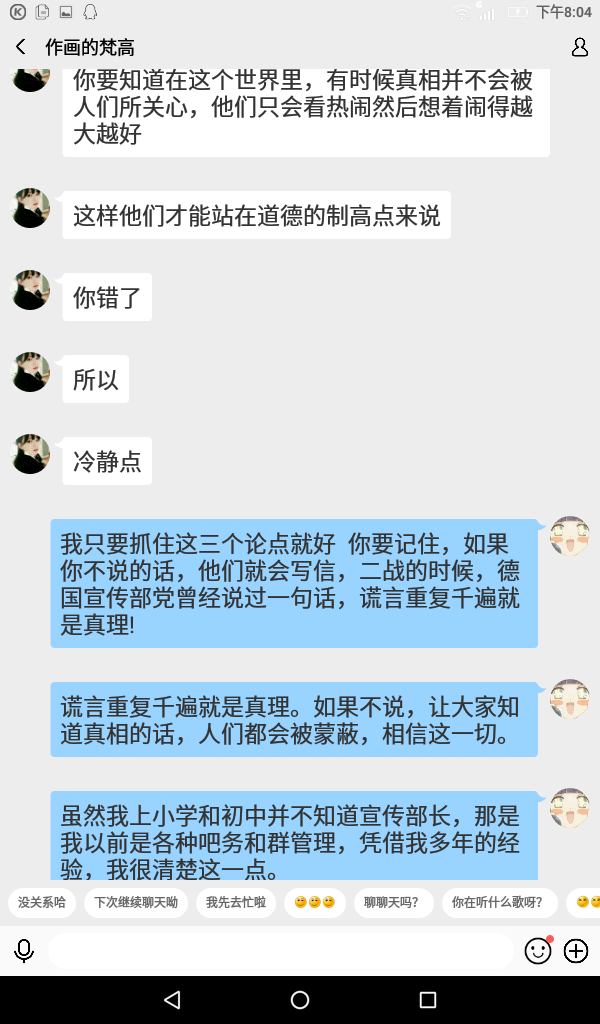 下午8:04
作画的梵高
你要知道在这个世界里，有时候真相并不会被
人们所关心，他们只会看热闹然后想着闹得越
大越好
这样他们才能站在道德的制高点来说
你错了
所以
冷静点
我只要抓住这三个论点就好  你要记住，如果
你不说的话，他们就会写信，二战的时候，德
国宣传部党曾经说过一句话，谎言重复千遍就
是真理!
谎言重复千遍就是真理。如果不说，让大家知
道真相的话，人们都会被蒙蔽，相信这一切。
虽然我上小学和初中并不知道宣传部长，那是
我以前是各种吧务和群管理，凭借我多年的经
验，我很清楚这一点。
没关系哈
下次继续聊天呦
我先去忙啦
聊聊天吗?
你在听什么歌呀?